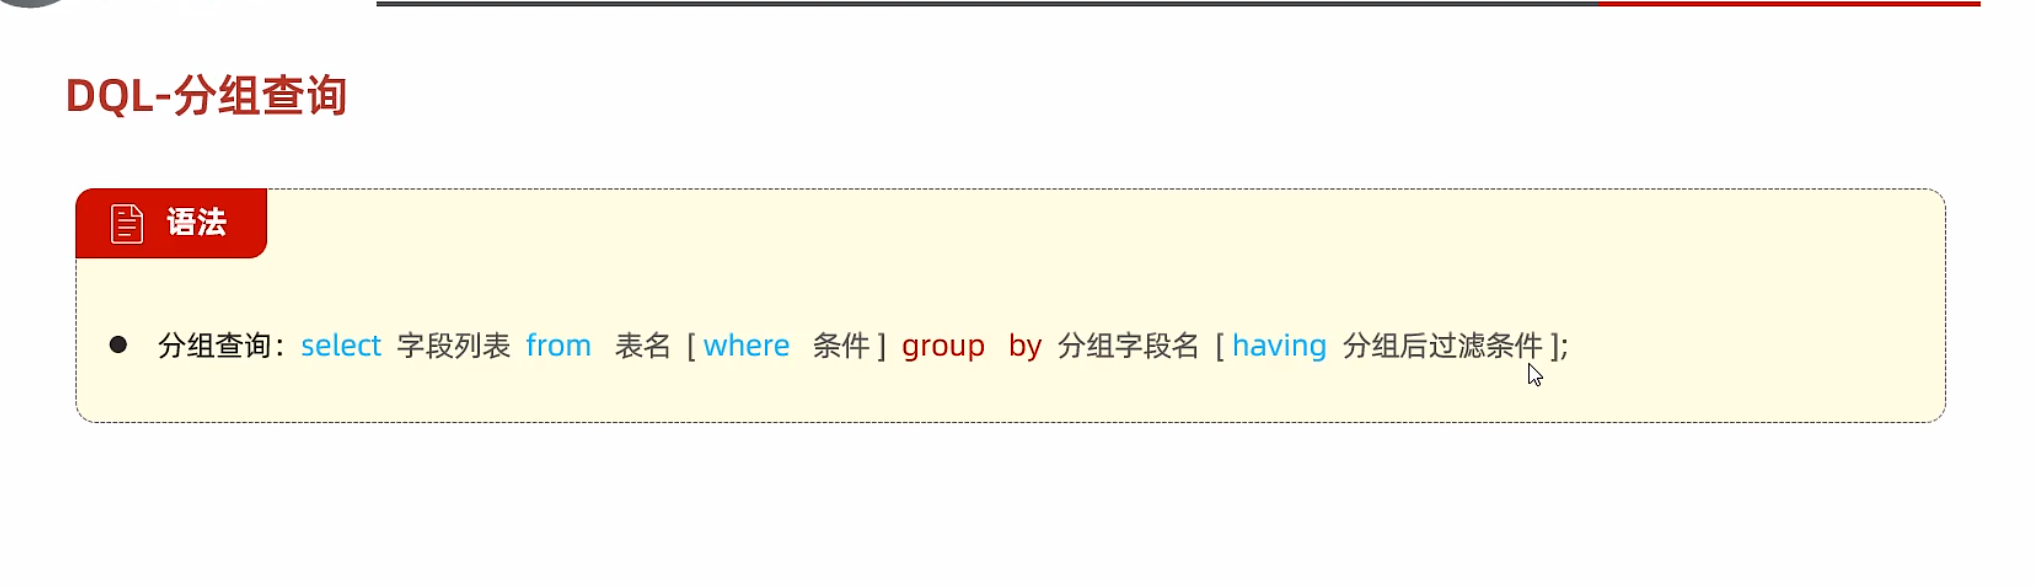 DQL-分组查询
语法
分组查询：select 字段列表 from 表名 [ where 条件 ] group by 分组字段名 [ having 分组后过滤条件 ];